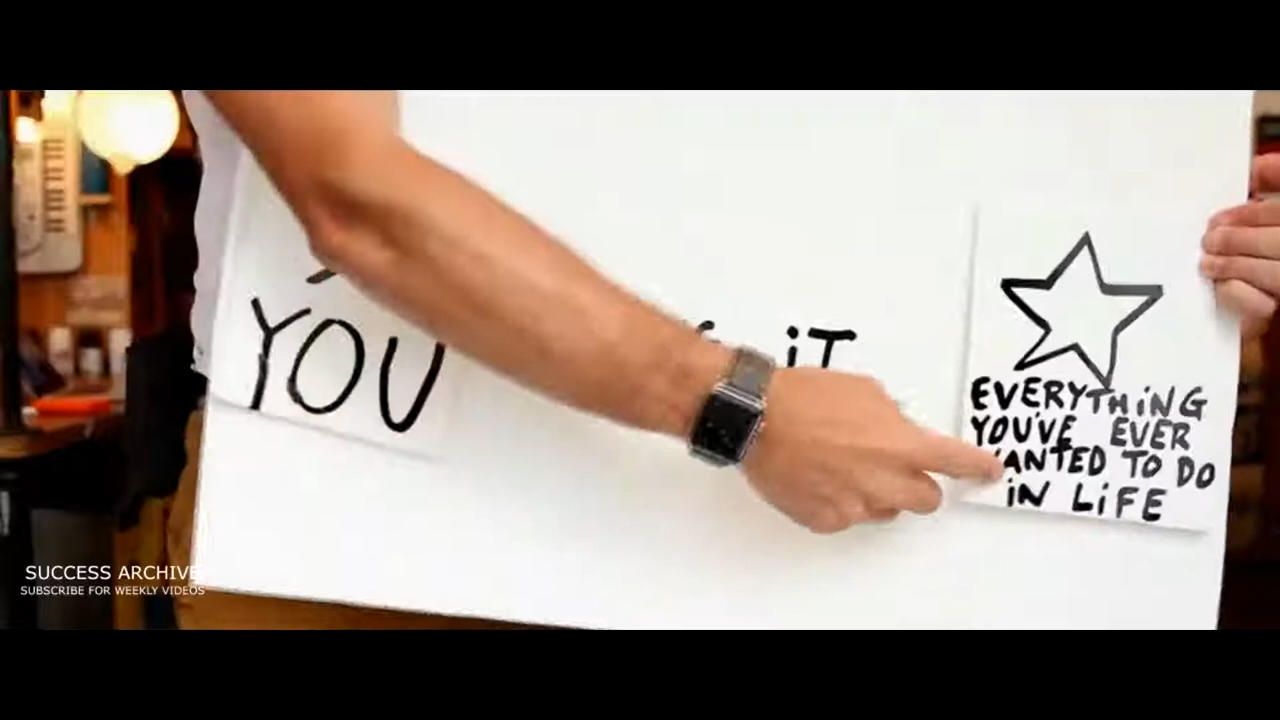 YOU
iT
EVERYTHiNG
YOU'VE EVER
WANTED TO DO
iN LiFE
SUCCESS ARCHIVE
SUBSCRIBE FOR WEEKLY VIDEOS